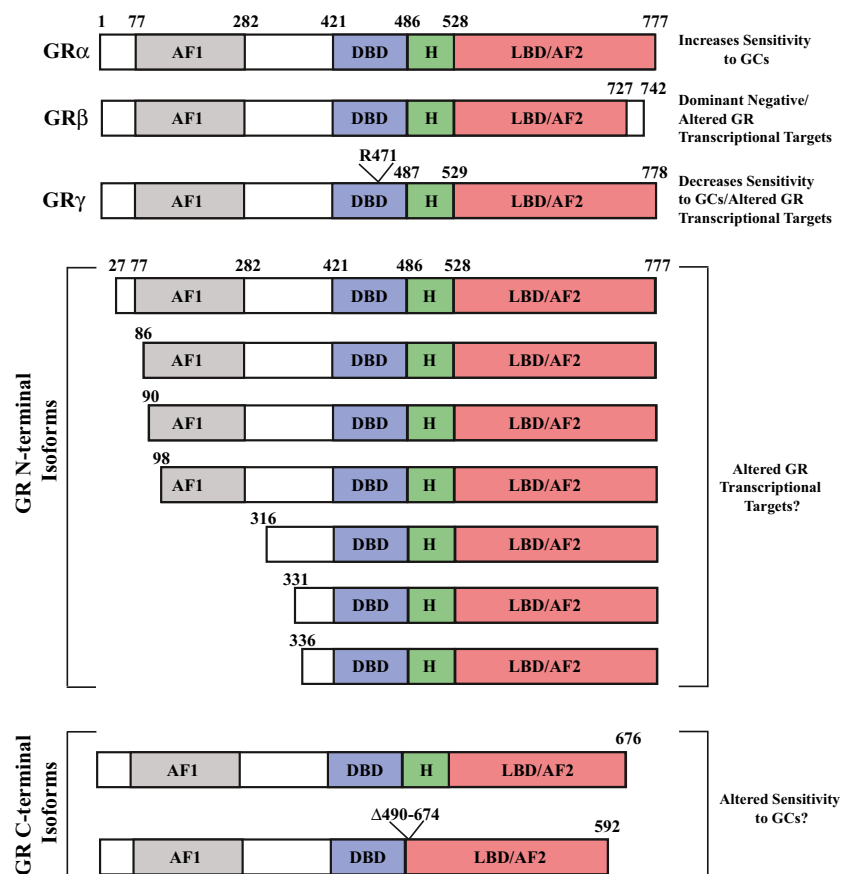 1 77 282 421 486 528 777
GRα AF1 DBD H LBD/AF2 Increases Sensitivity
to GCs
727 742
GRβ AF1 DBD H LBD/AF2 Dominant Negative/
Altered GR
Transcriptional Targets
R471
487 529 778
GRγ AF1 DBD H LBD/AF2 Decreases Sensitivity
to GCs/Altered GR
Transcriptional Targets
GR N-terminal
Isoforms
27 77 282 421 486 528 777
AF1 DBD H LBD/AF2
86
AF1 DBD H LBD/AF2
90
AF1 DBD H LBD/AF2
98
AF1 DBD H LBD/AF2
316
DBD H LBD/AF2
331
DBD H LBD/AF2
336
DBD H LBD/AF2
Altered GR
Transcriptional
Targets?
GR C-terminal
Isoforms
676
AF1 DBD H LBD/AF2
Δ490-674
592
AF1 DBD LBD/AF2
Altered Sensitivity
to GCs?